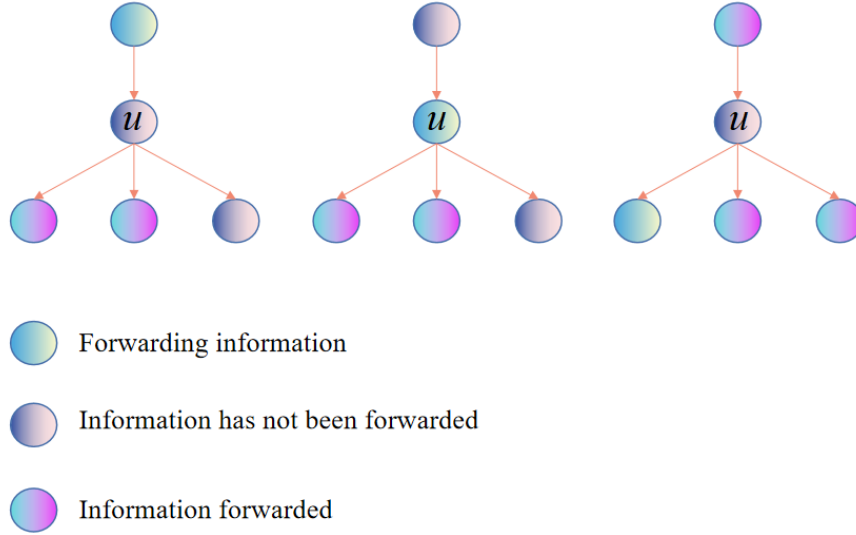 u
u
u
Forwarding information
Information has not been forwarded
Information forwarded